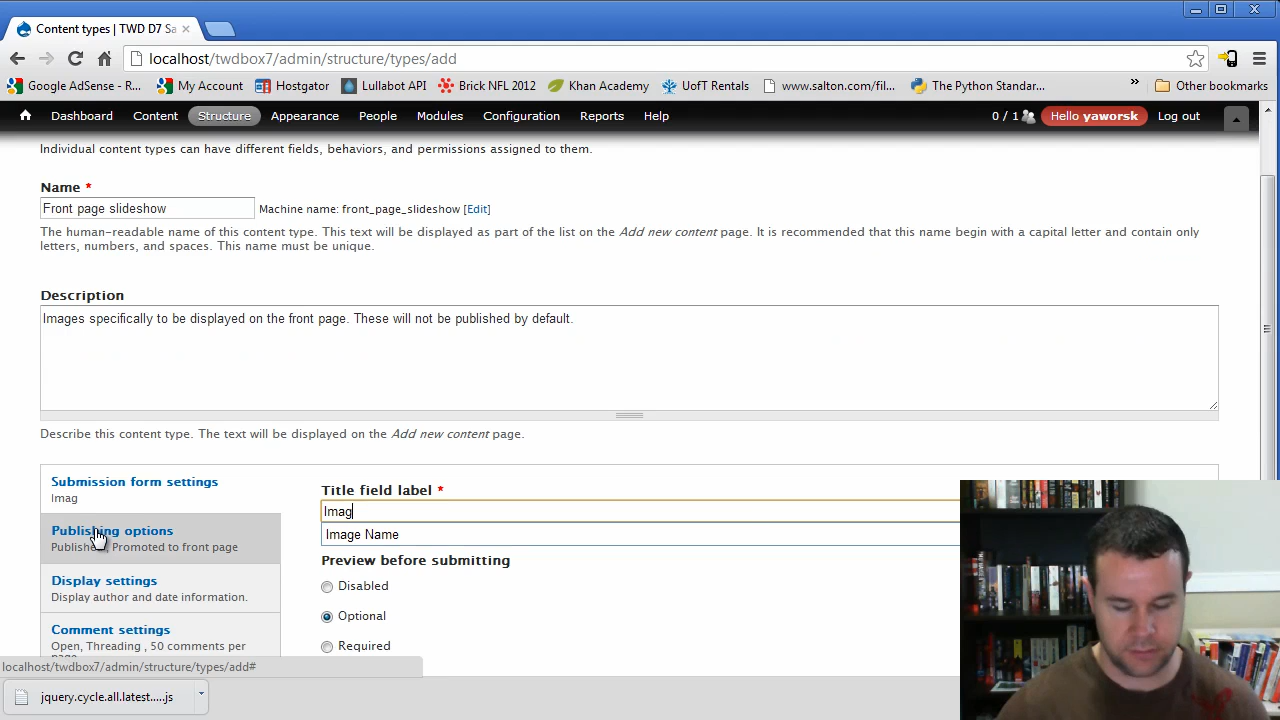 Content types | TWD D7 Sa
localhost/twdbox7/admin/structure/types/add
Google AdSense - R... My Account Hostgator Lullabot API Brick NFL 2012 Khan Academy UofT Rentals www.salton.com/fil... The Python Standar... » Other bookmarks
Dashboard Content Structure Appearance People Modules Configuration Reports Help 0 / 1 Hello yaworsk Log out
Individual content types can have different fields, behaviors, and permissions assigned to them.
Name *
Front page slideshow Machine name: front_page_slideshow [Edit]
The human-readable name of this content type. This text will be displayed as part of the list on the Add new content page. It is recommended that this name begin with a capital letter and contain only
letters, numbers, and spaces. This name must be unique.
Description
Images specifically to be displayed on the front page. These will not be published by default.
Describe this content type. The text will be displayed on the Add new content page.
Submission form settings
Imag
Publishing options
Published, Promoted to front page
Display settings
Display author and date information.
Comment settings
Open, Threading , 50 comments per
Title field label *
Imag
Image Name
Preview before submitting
Disabled
Optional
Required
localhost/twdbox7/admin/structure/types/add#
jquery.cycle.all.latest.....js